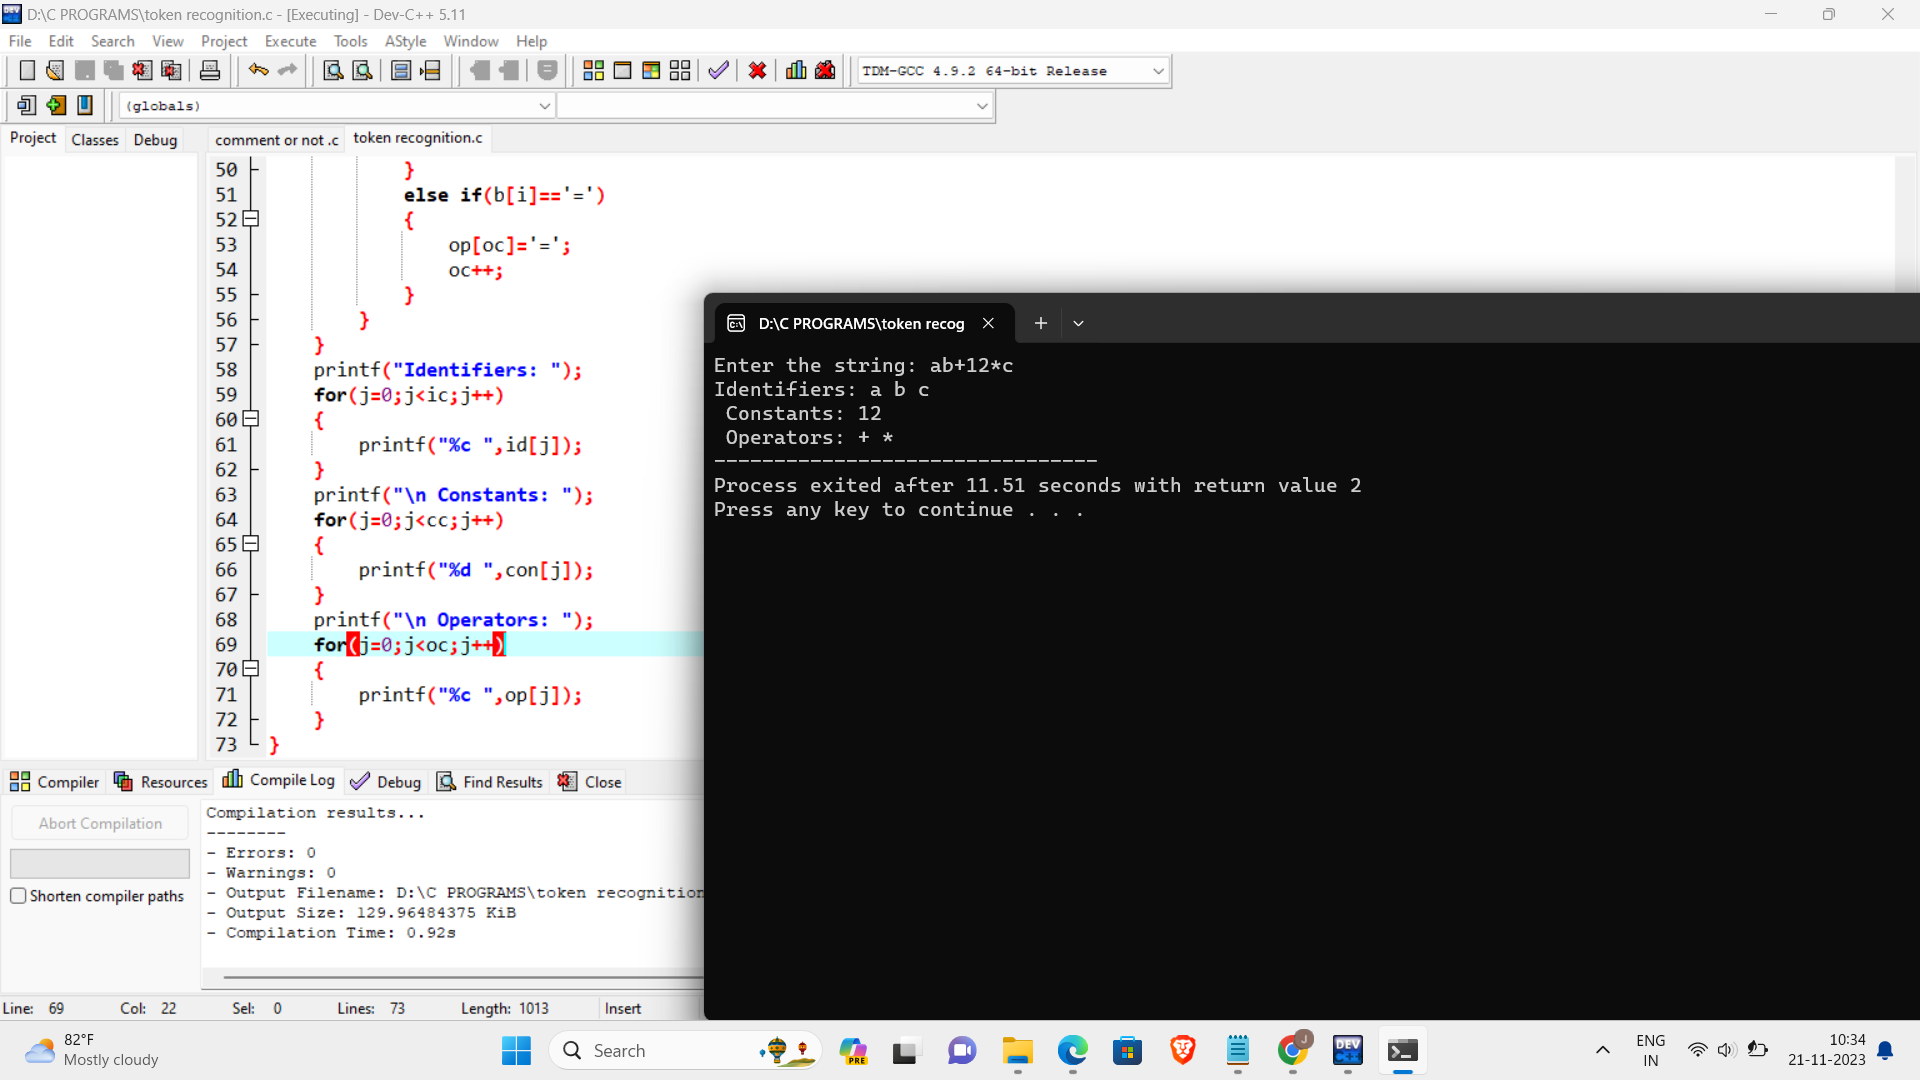 D:\C PROGRAMS\token recognition.c - [Executing] - Dev-C++ 5.11
File Edit Search View Project Execute Tools AStyle Window Help
TDM-GCC 4.9.2 64-bit Release
(globals)
Project Classes Debug comment or not .c token recognition.c
50 }
51 else if(b[i]=='=')
52 {
53 op[oc]='=';
54 oc++;
55 }
56 }
57 }
58 printf("Identifiers: ");
59 for(j=0;j<ic;j++)
60 {
61 printf("%c ",id[j]);
62 }
63 printf("\n Constants: ");
64 for(j=0;j<cc;j++)
65 {
66 printf("%d ",con[j]);
67 }
68 printf("\n Operators: ");
69 for(j=0;j<oc;j++)
70 {
71 printf("%c ",op[j]);
72 }
73 }
D:\C PROGRAMS\token recog
Enter the string: ab+12*c
Identifiers: a b c
Constants: 12
Operators: + *
--------------------------------
Process exited after 11.51 seconds with return value 2
Press any key to continue . . .
Compiler Resources Compile Log Debug Find Results Close
Abort Compilation
Shorten compiler paths
Compilation results...
--------
- Errors: 0
- Warnings: 0
- Output Filename: D:\C PROGRAMS\token recognition
- Output Size: 129.96484375 KiB
- Compilation Time: 0.92s
Line: 69 Col: 22 Sel: 0 Lines: 73 Length: 1013 Insert
82°F
Mostly cloudy
Search
PRE
J
DEV
C++
ENG
IN
10:34
21-11-2023